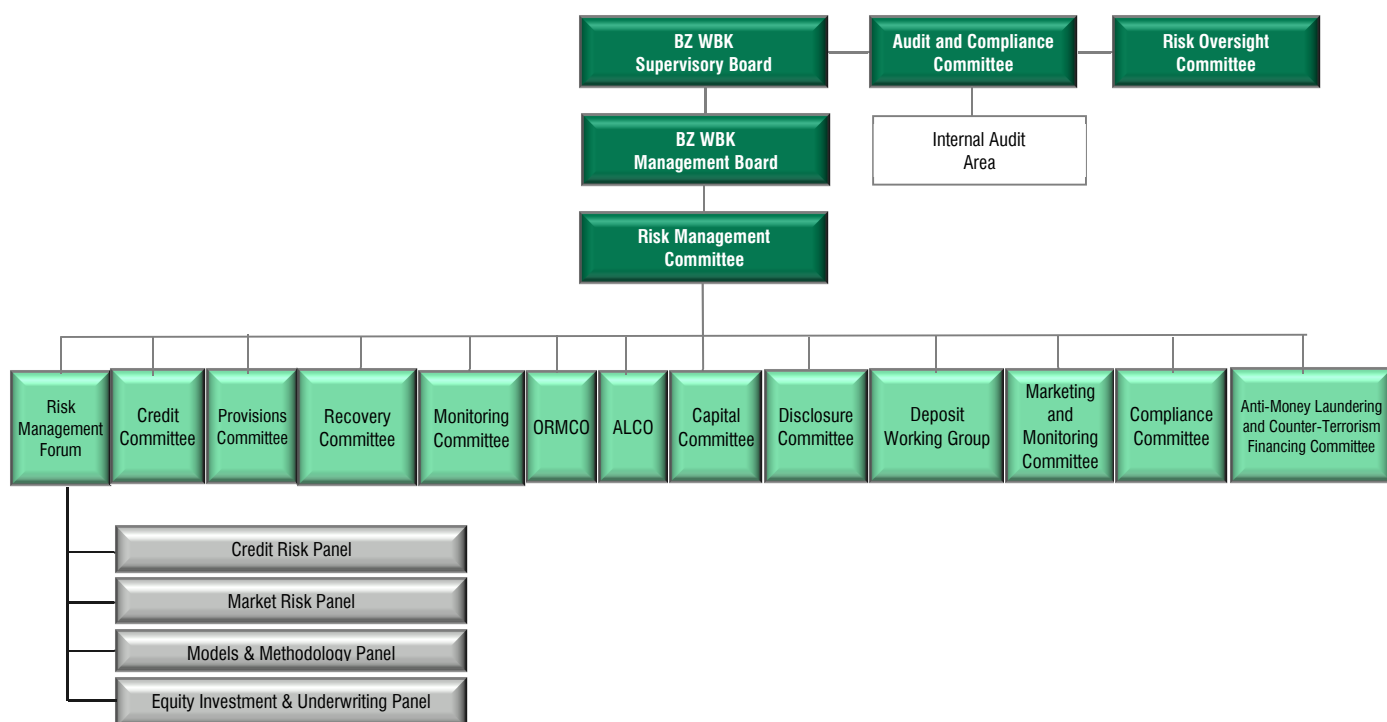 BZ WBK
Supervisory Board
Audit and Compliance
Committee
Risk Oversight
Committee
BZ WBK
Management Board
Internal Audit
Area
Risk Management
Committee
Risk
Management
Forum
Credit
Committee
Provisions
Committee
Recovery
Committee
Monitoring
Committee
ORMCO
ALCO
Capital
Committee
Disclosure
Committee
Deposit
Working Group
Marketing
and
Monitoring
Committee
Compliance
Committee
Anti-Money Laundering
and Counter-Terrorism
Financing Committee
Credit Risk Panel
Market Risk Panel
Models & Methodology Panel
Equity Investment & Underwriting Panel